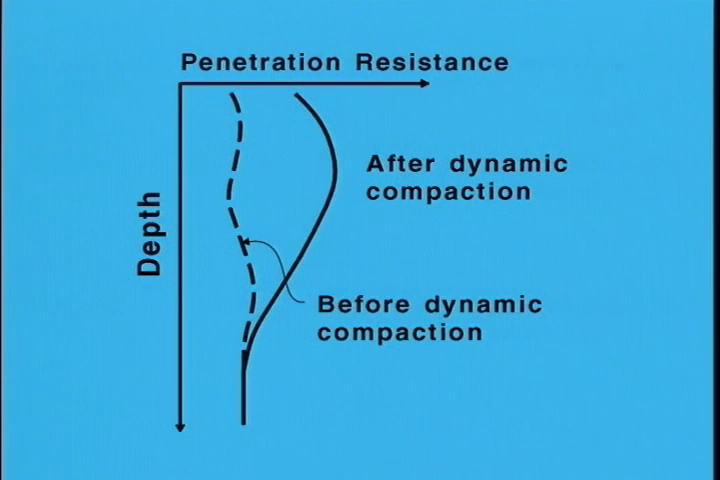 Penetration Resistance
After dynamic
compaction
Depth
Before dynamic
compaction